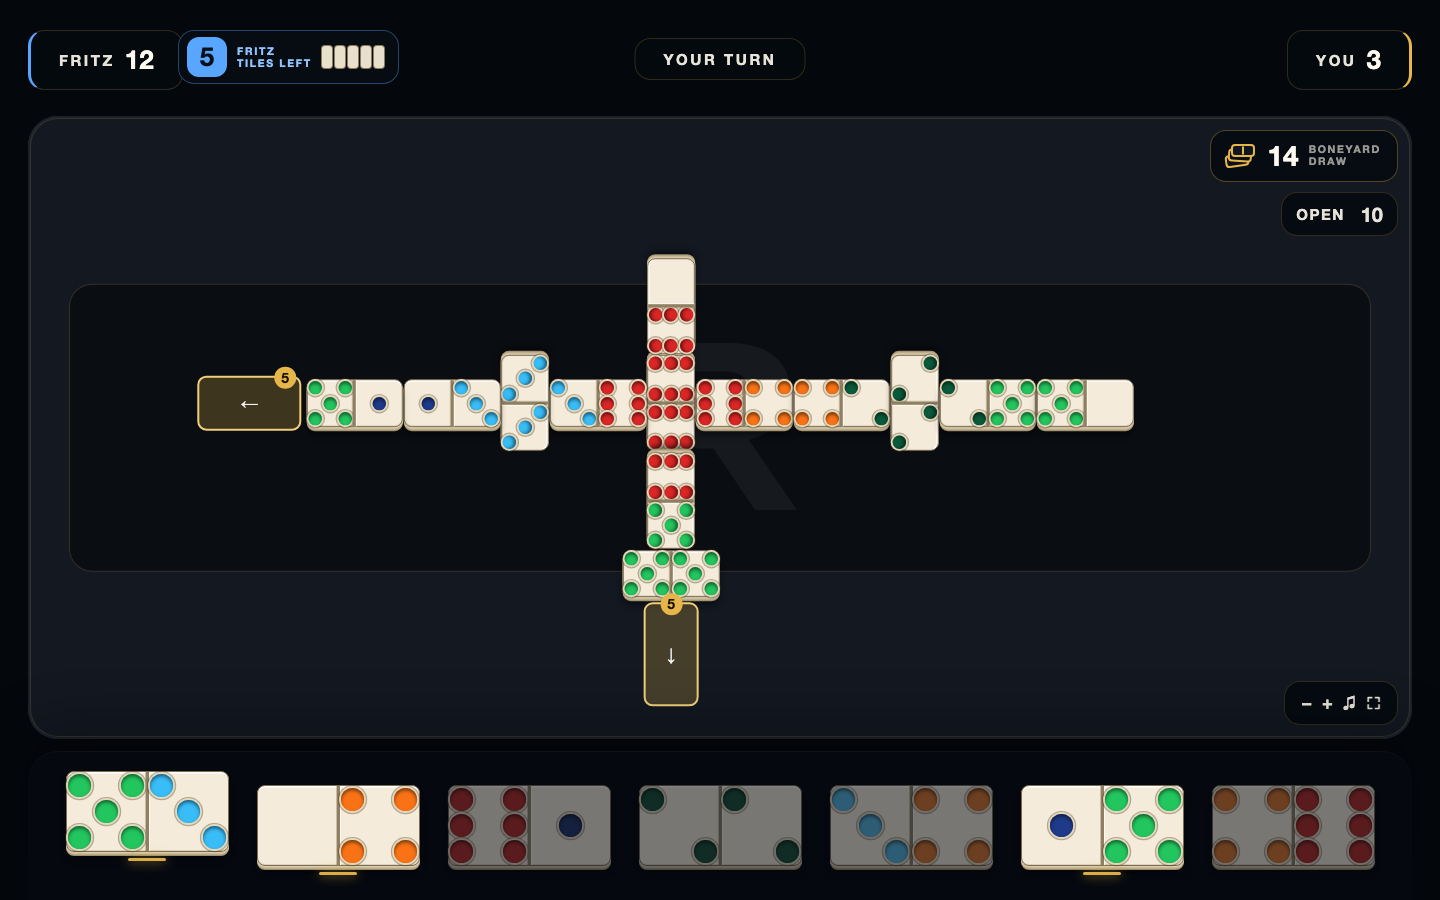 FRITZ 12
5 FRITZ
TILES LEFT
YOUR TURN
YOU 3
14 BONEYARD
DRAW
OPEN 10
R
5
←
5
↓
− +